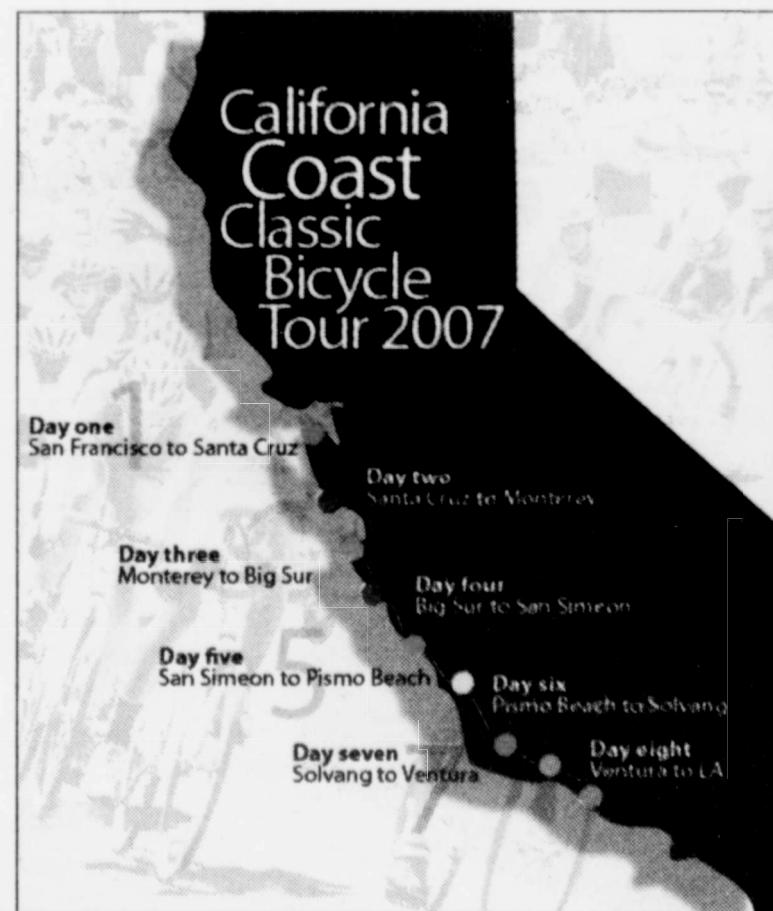 California
Coast
Classic
Bicycle
Tour 2007
1
Day one
San Francisco to Santa Cruz
Day two
Santa Cruz to Monterey
Day three
Monterey to Big Sur
Day four
Big Sur to San Simeon
Day five
San Simeon to Pismo Beach
5
Day six
Pismo Beach to Solvang
Day seven
Solvang to Ventura
Day eight
Ventura to LA